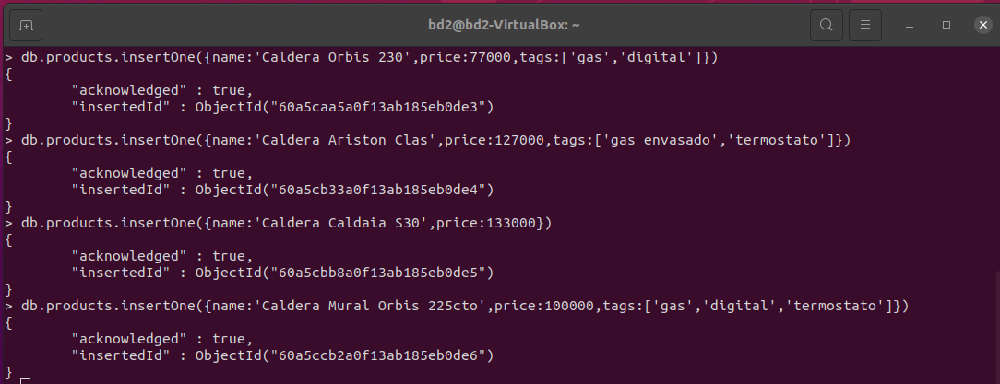 bd2@bd2-VirtualBox: ~
> db.products.insertOne({name:'Caldera Orbis 230',price:77000,tags:['gas','digital']})
{
        "acknowledged" : true,
        "insertedId" : ObjectId("60a5caa5a0f13ab185eb0de3")
}
> db.products.insertOne({name:'Caldera Ariston Clas',price:127000,tags:['gas envasado','termostato']})
{
        "acknowledged" : true,
        "insertedId" : ObjectId("60a5cb33a0f13ab185eb0de4")
}
> db.products.insertOne({name:'Caldera Caldaia S30',price:133000})
{
        "acknowledged" : true,
        "insertedId" : ObjectId("60a5cbb8a0f13ab185eb0de5")
}
> db.products.insertOne({name:'Caldera Mural Orbis 225cto',price:100000,tags:['gas','digital','termostato']})
{
        "acknowledged" : true,
        "insertedId" : ObjectId("60a5ccb2a0f13ab185eb0de6")
}